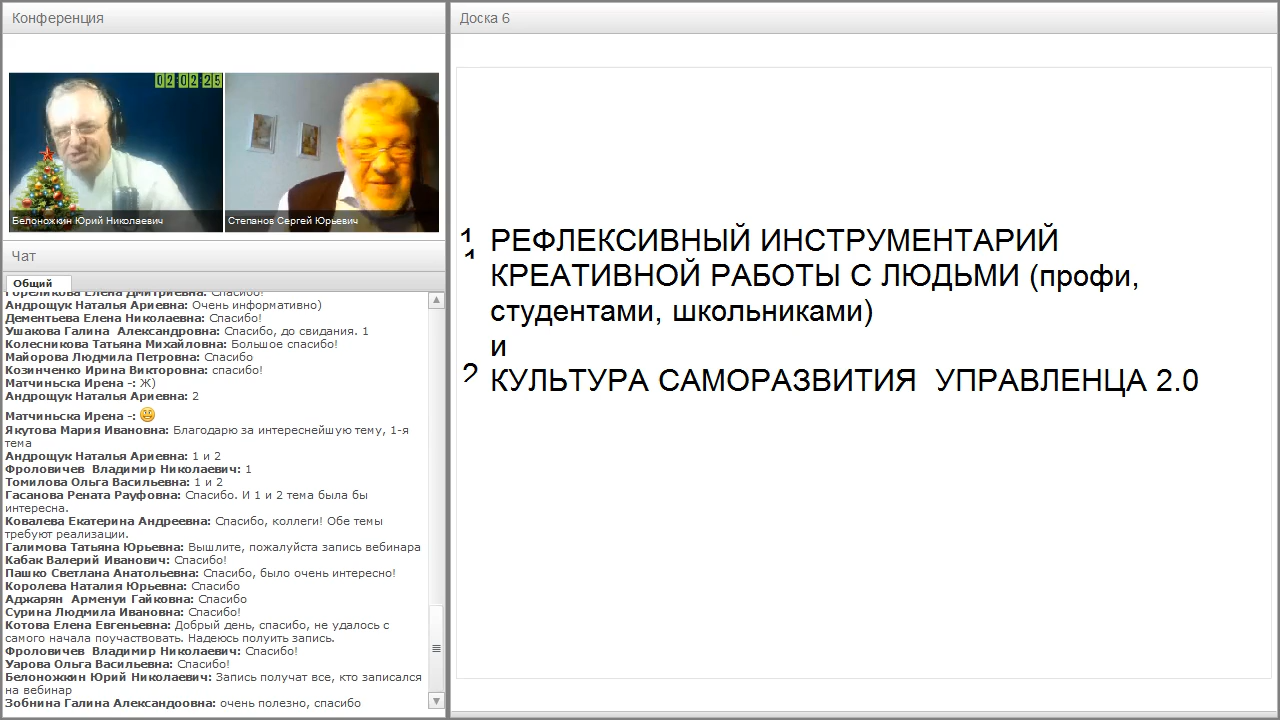 Конференция
02:02:25
Белоножкин Юрий Николаевич
Степанов Сергей Юрьевич
Чат
Общий
Гореликова Елена Дмитриевна: Спасибо!
Андрощук Наталья Ариевна: Очень информативно)
Дементьева Елена Николаевна: Спасибо!
Ушакова Галина Александровна: Спасибо, до свидания. 1
Колесникова Татьяна Михайловна: Большое спасибо!
Майорова Людмила Петровна: Спасибо
Козинченко Ирина Викторовна: спасибо!
Матчиньска Ирена -: Ж)
Андрощук Наталья Ариевна: 2
Матчиньска Ирена -:
Якутова Мария Ивановна: Благодарю за интереснейшую тему, 1-я
тема
Андрощук Наталья Ариевна: 1 и 2
Фроловичев Владимир Николаевич: 1
Томилова Ольга Васильевна: 1 и 2
Гасанова Рената Рауфовна: Спасибо. И 1 и 2 тема была бы
интересна.
Ковалева Екатерина Андреевна: Спасибо, коллеги! Обе темы
требуют реализации.
Галимова Татьяна Юрьевна: Вышлите, пожалуйста запись вебинара
Кабак Валерий Иванович: Спасибо!
Пашко Светлана Анатольевна: Спасибо, было очень интересно!
Королева Наталия Юрьевна: Спасибо
Аджарян Арменуи Гайковна: Спасибо
Сурина Людмила Ивановна: Спасибо!
Котова Елена Евгеньевна: Добрый день, спасибо, не удалось с
самого начала поучаствовать. Надеюсь полуить запись.
Фроловичев Владимир Николаевич: Спасибо!
Уарова Ольга Васильевна: Спасибо!
Белоножкин Юрий Николаевич: Запись получат все, кто записался
на вебинар
Зобнина Галина Александоовна: очень полезно, спасибо
Доска 6
1 РЕФЛЕКСИВНЫЙ ИНСТРУМЕНТАРИЙ
1 КРЕАТИВНОЙ РАБОТЫ С ЛЮДЬМИ (профи,
студентами, школьниками)
и
2 КУЛЬТУРА САМОРАЗВИТИЯ УПРАВЛЕНЦА 2.0